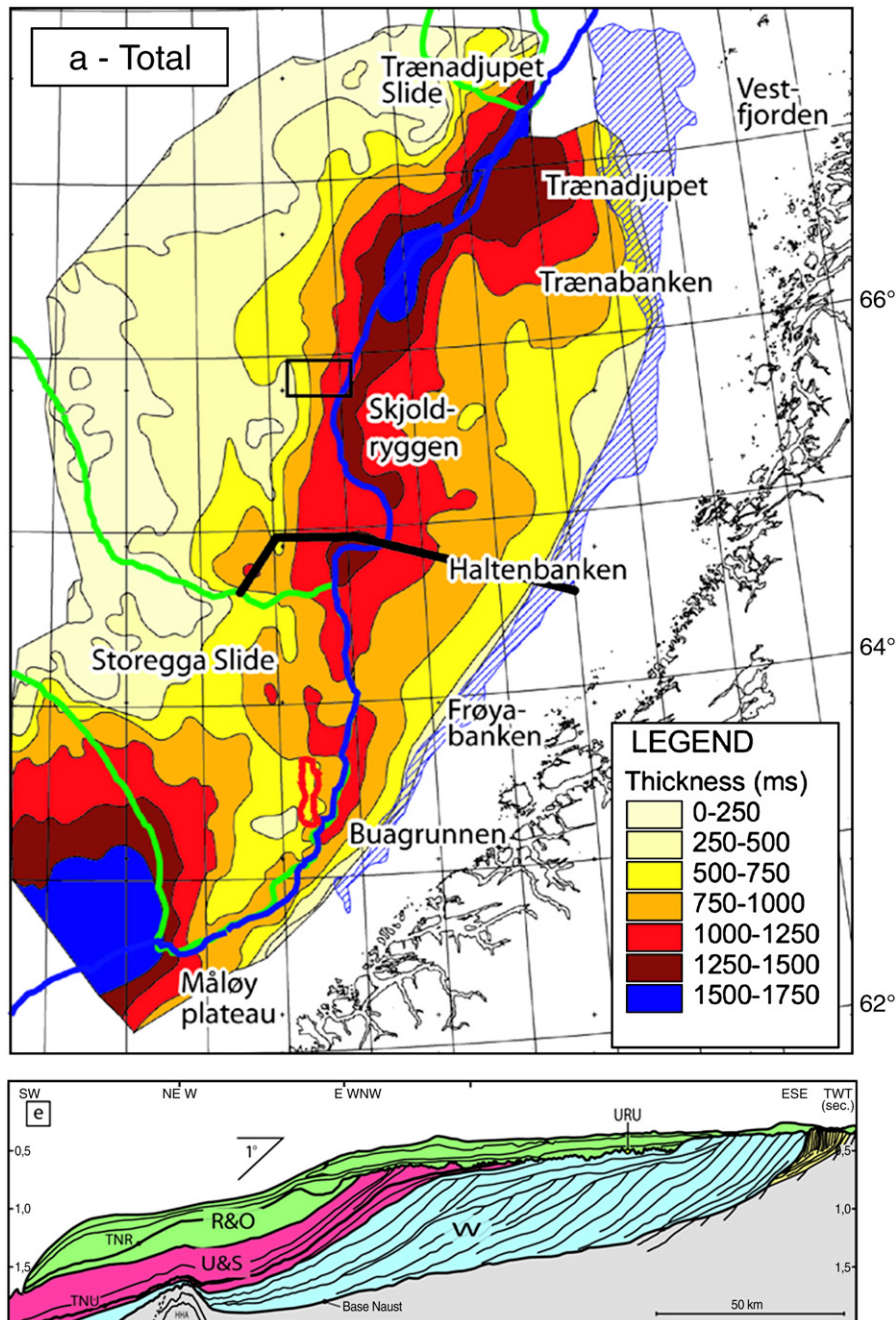 a - Total
Trænadjupet
Slide
Vest-
fjorden
Trænadjupet
Trænabanken
66°
Skjold-
ryggen
Haltenbanken
Storegga Slide
64°
Frøya-
banken
Buagrunnen
Måløy
plateau
62°
LEGEND
Thickness (ms)
0-250
250-500
500-750
750-1000
1000-1250
1250-1500
1500-1750
SW
NE W
E WNW
ESE
TWT
(sec.)
e
1°
URU
0,5
0,5
1,0
1,0
1,5
1,5
R&O
TNR
U&S
TNU
W
HHA
Base Naust
50 km